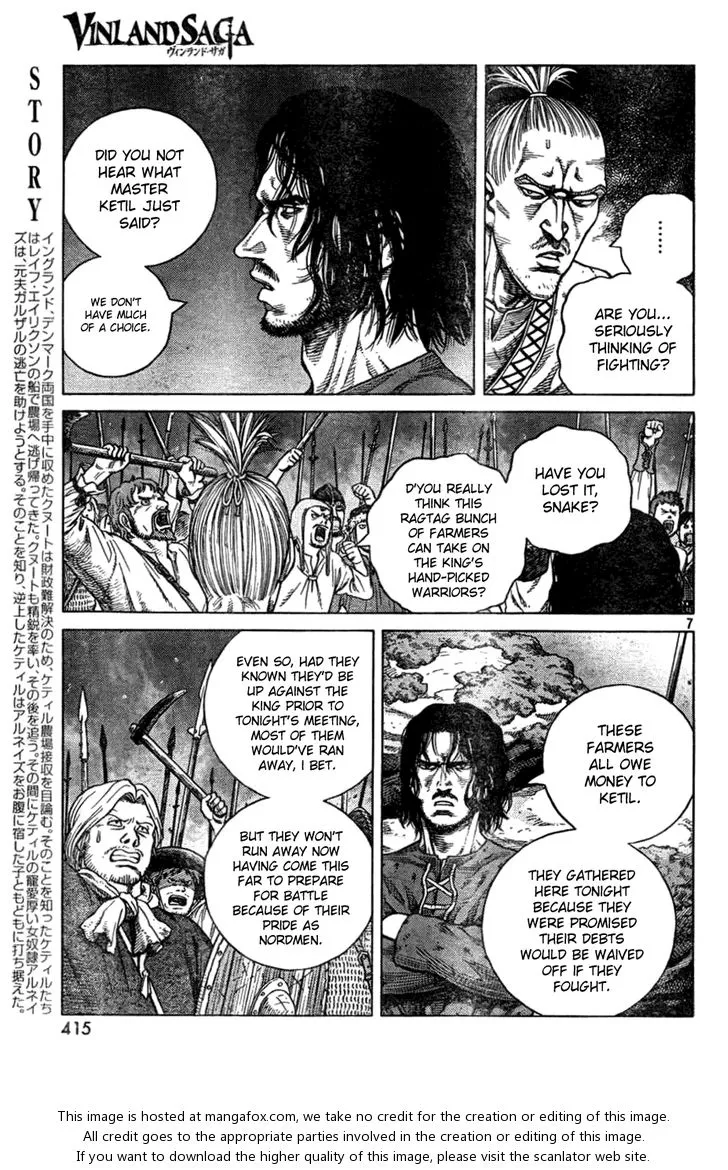 VINLAND SAGA
ヴィンランド・サガ
STORY
イングランド、デンマーク両国を手中に収めたクヌートは財政難解決のため、ケティル農場接収を目論む。そのことを知ったケティルたち
はレイフ・エイリクソンの船で農場へ逃げ帰ってきた。クヌートも精鋭を率い、その後を追う。その間にケティルの寵愛厚い女奴隷アルネイ
ズは、元夫ガルザルの逃亡を助けようとする。そのことを知り、逆上したケティルはアルネイズをお腹に宿した子どもともに打ち据えた。
......
ARE YOU...
SERIOUSLY
THINKING OF
FIGHTING?
DID YOU NOT
HEAR WHAT
MASTER
KETIL JUST
SAID?
WE DON'T
HAVE MUCH
OF A CHOICE.
HAVE YOU
LOST IT,
SNAKE?
D'YOU REALLY
THINK THIS
RAGTAG BUNCH
OF FARMERS
CAN TAKE ON
THE KING'S
HAND-PICKED
WARRIORS?
7
THESE
FARMERS
ALL OWE
MONEY TO
KETIL.
THEY GATHERED
HERE TONIGHT
BECAUSE THEY
WERE PROMISED
THEIR DEBTS
WOULD BE WAIVED
OFF IF THEY
FOUGHT.
EVEN SO, HAD THEY
KNOWN THEY'D
BE UP AGAINST
THE KING PRIOR TO
TONIGHT'S MEETING,
MOST OF THEM
WOULD'VE RAN
AWAY, I BET.
BUT THEY WON'T
RUN AWAY NOW
HAVING COME THIS
FAR TO PREPARE
FOR BATTLE
BECAUSE OF THEIR
PRIDE AS
NORDMEN.
415
This image is hosted at mangafox.com, we take no credit for the creation or editing of this image.
All credit goes to the appropriate parties involved in the creation or editing of this image.
If you want to download the higher quality of this image, please visit the scanlator web site.